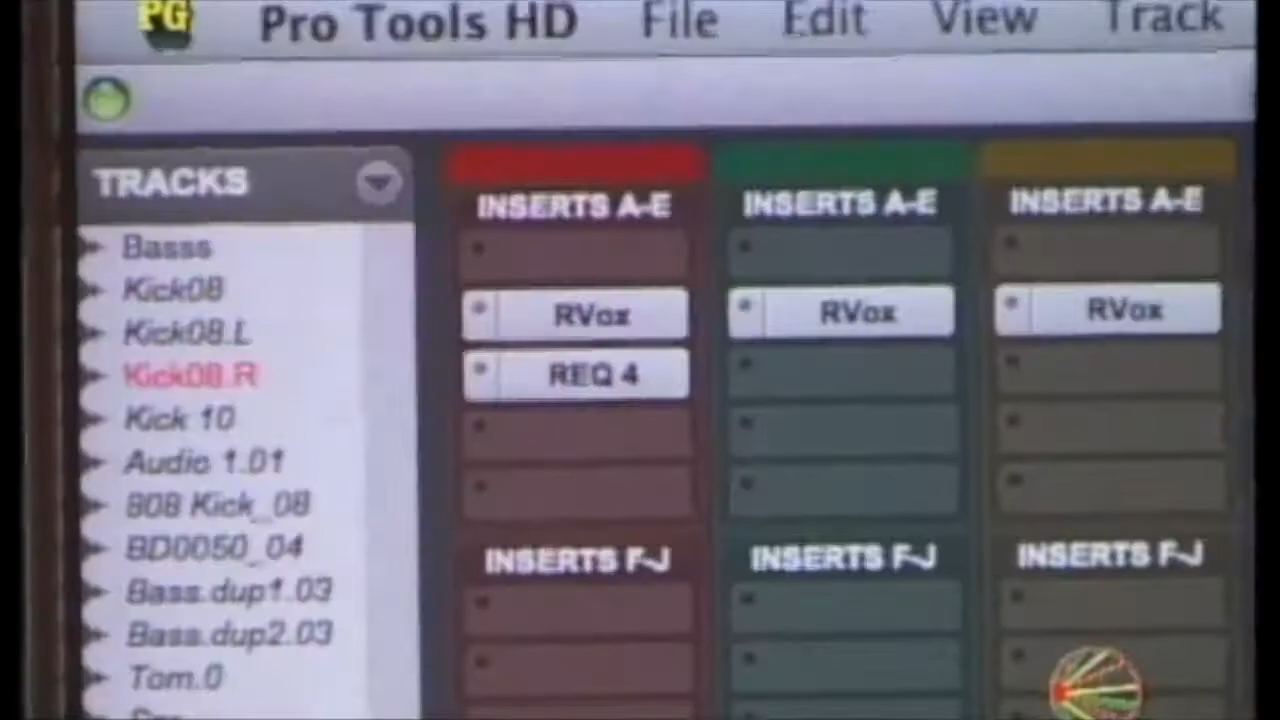 PG Pro Tools HD File Edit View Track
TRACKS
Basss
Kick08
Kick08.L
Kick08.R
Kick 10
Audio 1.01
808 Kick_08
BD0050_04
Bass.dup1.03
Bass.dup2.03
Tom.0
INSERTS A-E INSERTS A-E INSERTS A-E
RVox RVox RVox
REQ 4
INSERTS F-J INSERTS F-J INSERTS F-J